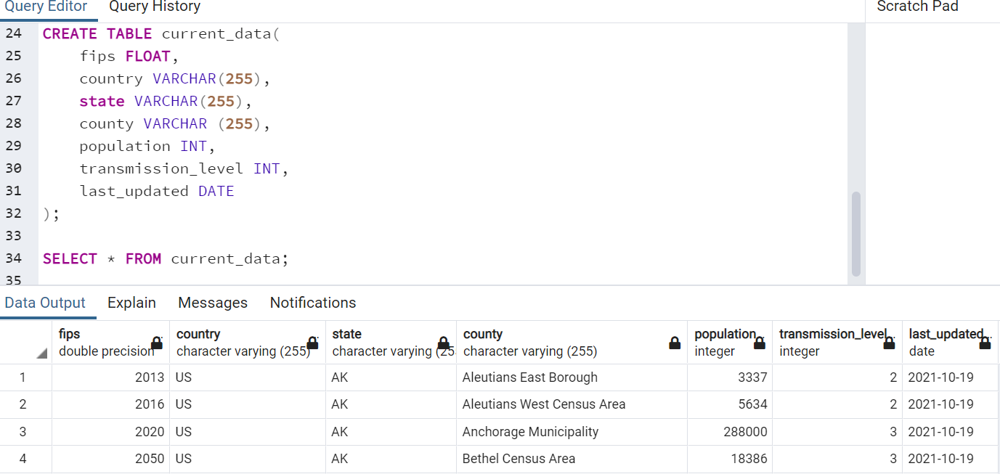 Query Editor Query History Scratch Pad
24 CREATE TABLE current_data(
25 fips FLOAT,
26 country VARCHAR(255),
27 state VARCHAR(255),
28 county VARCHAR (255),
29 population INT,
30 transmission_level INT,
31 last_updated DATE
32 );
33
34 SELECT * FROM current_data;
35
Data Output Explain Messages Notifications
fips country state county population transmission_level last_updated
double precision character varying (255) character varying (25 character varying (255) integer integer date
1 2013 US AK Aleutians East Borough 3337 2 2021-10-19
2 2016 US AK Aleutians West Census Area 5634 2 2021-10-19
3 2020 US AK Anchorage Municipality 288000 3 2021-10-19
4 2050 US AK Bethel Census Area 18386 3 2021-10-19